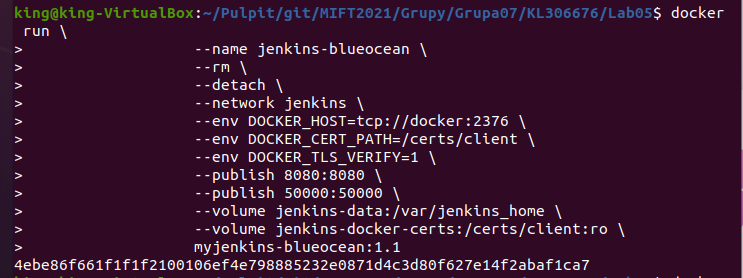 king@king-VirtualBox:~/Pulpit/git/MIFT2021/Grupy/Grupa07/KL306676/Lab05$ docker
 run \
>                --name jenkins-blueocean \
>                --rm \
>                --detach \
>                --network jenkins \
>                --env DOCKER_HOST=tcp://docker:2376 \
>                --env DOCKER_CERT_PATH=/certs/client \
>                --env DOCKER_TLS_VERIFY=1 \
>                --publish 8080:8080 \
>                --publish 50000:50000 \
>                --volume jenkins-data:/var/jenkins_home \
>                --volume jenkins-docker-certs:/certs/client:ro \
>                myjenkins-blueocean:1.1
4ebe86f661f1f1f2100106ef4e798885232e0871d4c3d80f627e14f2abaf1ca7